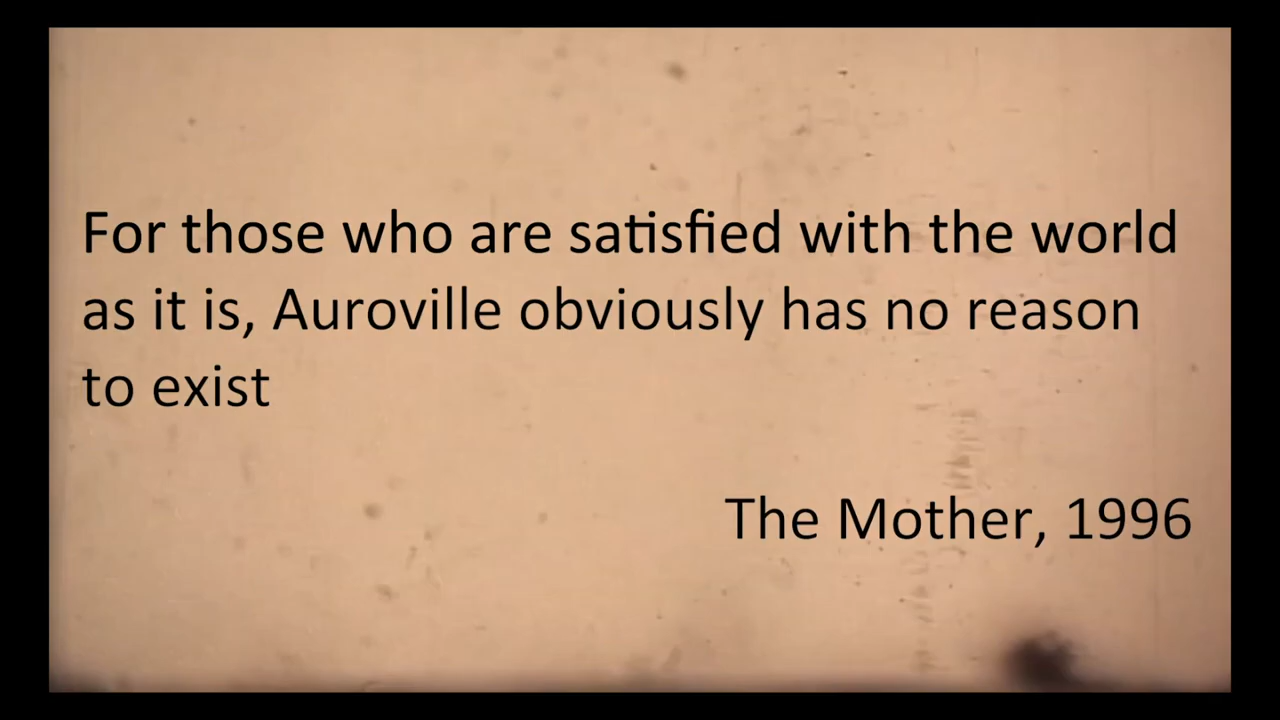 For those who are satisfied with the world
as it is, Auroville obviously has no reason
to exist
The Mother, 1996